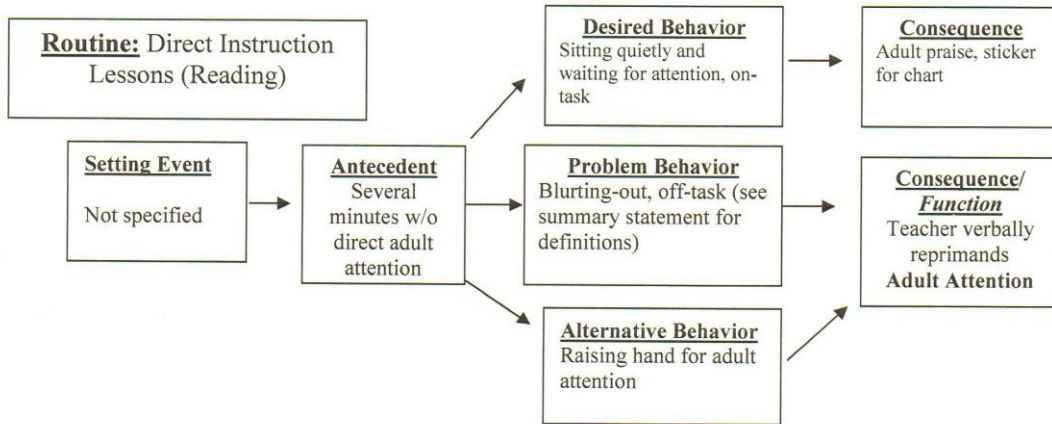 Routine: Direct Instruction
Lessons (Reading)
Desired Behavior
Sitting quietly and
waiting for attention, on-
task
Consequence
Adult praise, sticker
for chart
Setting Event
Not specified
Antecedent
Several
minutes w/o
direct adult
attention
Problem Behavior
Blurting-out, off-task (see
summary statement for
definitions)
Consequence/
Function
Teacher verbally
reprimands
Adult Attention
Alternative Behavior
Raising hand for adult
attention